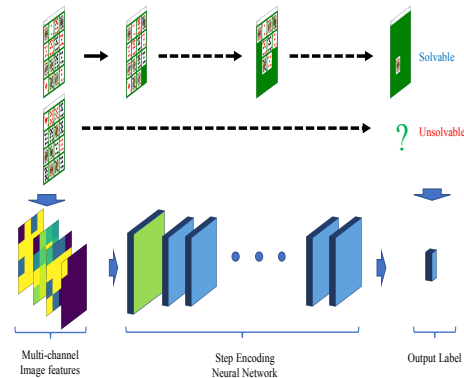 Solvable
?
Unsolvable
Multi-channel
Image features
Step Encoding
Neural Network
Output Label